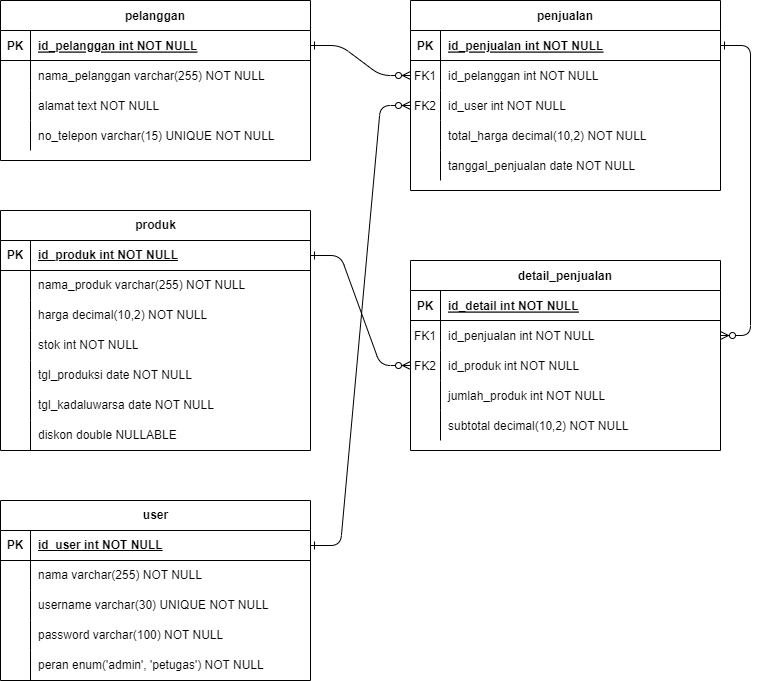 pelanggan
PK id_pelanggan int NOT NULL
nama_pelanggan varchar(255) NOT NULL
alamat text NOT NULL
no_telepon varchar(15) UNIQUE NOT NULL
penjualan
PK id_penjualan int NOT NULL
FK1 id_pelanggan int NOT NULL
FK2 id_user int NOT NULL
total_harga decimal(10,2) NOT NULL
tanggal_penjualan date NOT NULL
produk
PK id_produk int NOT NULL
nama_produk varchar(255) NOT NULL
harga decimal(10,2) NOT NULL
stok int NOT NULL
tgl_produksi date NOT NULL
tgl_kadaluwarsa date NOT NULL
diskon double NULLABLE
detail_penjualan
PK id_detail int NOT NULL
FK1 id_penjualan int NOT NULL
FK2 id_produk int NOT NULL
jumlah_produk int NOT NULL
subtotal decimal(10,2) NOT NULL
user
PK id_user int NOT NULL
nama varchar(255) NOT NULL
username varchar(30) UNIQUE NOT NULL
password varchar(100) NOT NULL
peran enum('admin', 'petugas') NOT NULL